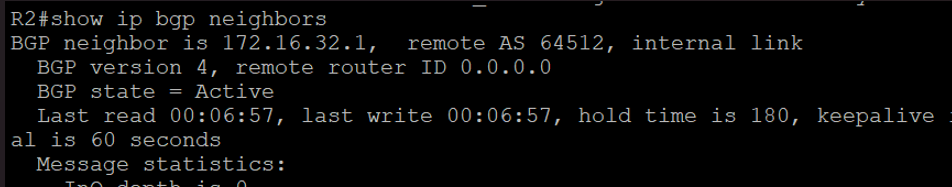 R2#show ip bgp neighbors
BGP neighbor is 172.16.32.1,  remote AS 64512, internal link
  BGP version 4, remote router ID 0.0.0.0
  BGP state = Active
  Last read 00:06:57, last write 00:06:57, hold time is 180, keepalive
al is 60 seconds
  Message statistics:
    InQ depth is 0